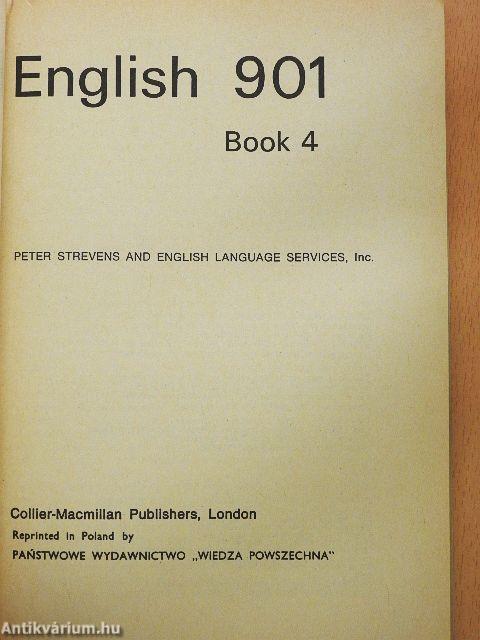 English 901
Book 4
PETER STREVENS AND ENGLISH LANGUAGE SERVICES, Inc.
Collier-Macmillan Publishers, London
Reprinted in Poland by
PAŃSTWOWE WYDAWNICTWO „WIEDZA POWSZECHNA"
Antikvárium.hu